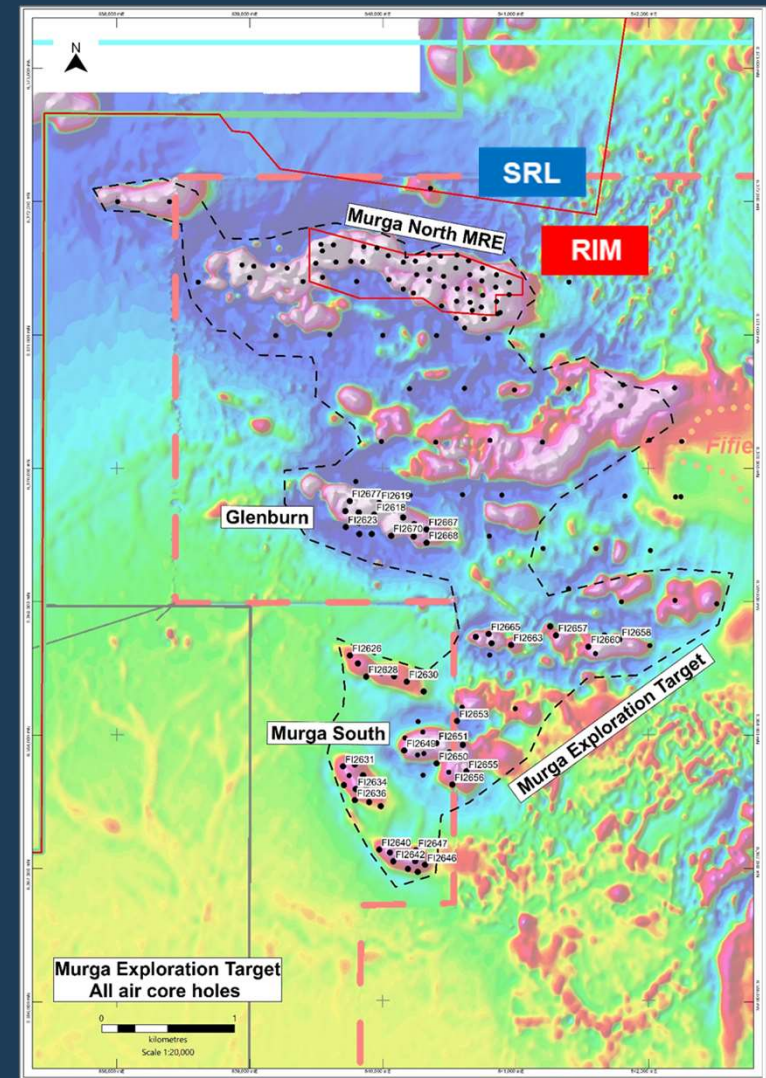 N
SRL
Murga North MRE
RIM
Fifie
FI2677
FI2619
FI2618
Glenburn
FI2623
FI2667
FI2670
FI2668
FI2665
FI2657
FI2663
FI2658
FI2660
FI2626
FI2628
FI2630
FI2653
Murga South
FI2651
FI2649
FI2650
Murga Exploration Target
FI2631
FI2655
FI2634
FI2656
FI2636
FI2640
FI2647
FI2642
FI2646
Murga Exploration Target
All air core holes
0 1
kilometres
Scale 1:20,000